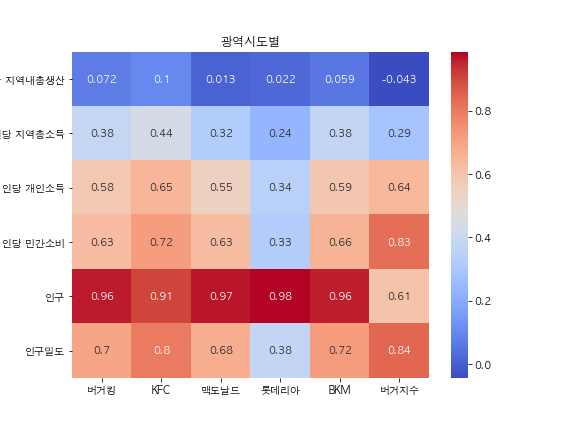 광역시도별
지역내총생산 0.072 0.1 0.013 0.022 0.059 -0.043
지역총소득 0.38 0.44 0.32 0.24 0.38 0.29
인당 개인소득 0.58 0.65 0.55 0.34 0.59 0.64
인당 민간소비 0.63 0.72 0.63 0.33 0.66 0.83
인구 0.96 0.91 0.97 0.98 0.96 0.61
인구밀도 0.7 0.8 0.68 0.38 0.72 0.84
버거킹 KFC 맥도날드 롯데리아 BKM 버거지수
0.8
0.6
0.4
0.2
0.0